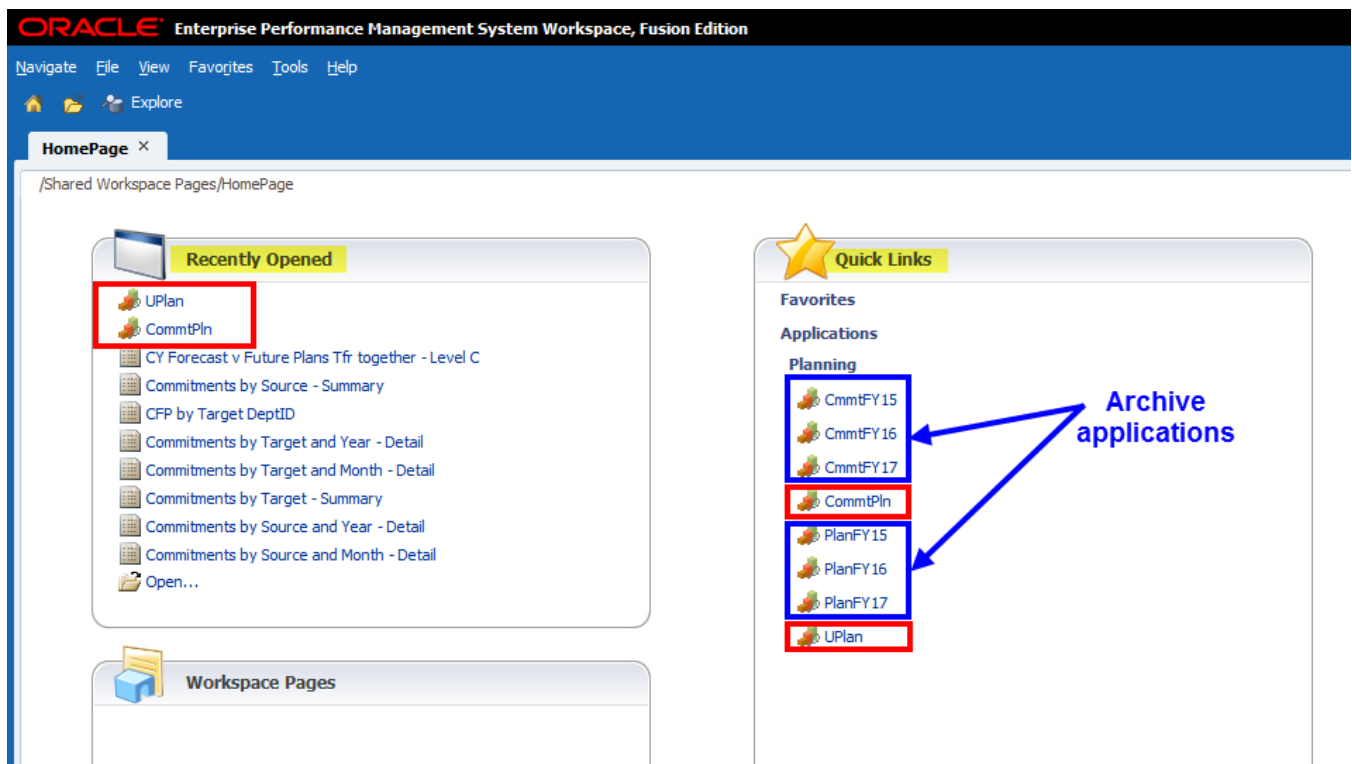 ORACLE Enterprise Performance Management System Workspace, Fusion Edition
Navigate File View Favorites Tools Help
Explore
HomePage ×
/Shared Workspace Pages/HomePage
Recently Opened
UPlan
CommtPln
CY Forecast v Future Plans Tfr together - Level C
Commitments by Source - Summary
CFP by Target DeptID
Commitments by Target and Year - Detail
Commitments by Target and Month - Detail
Commitments by Target - Summary
Commitments by Source and Year - Detail
Commitments by Source and Month - Detail
Open...
Workspace Pages
Quick Links
Favorites
Applications
Planning
CmmtFY15
CmmtFY16
CmmtFY17
CommtPln
PlanFY15
PlanFY16
PlanFY17
UPlan
Archive
applications